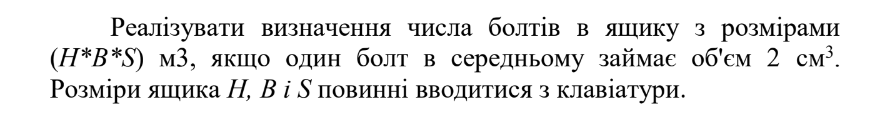 Реалізувати визначення числа болтів в ящику з розмірами
(H*B*S) м3, якщо один болт в середньому займає об'єм 2 см³.
Розміри ящика H, B і S повинні вводитися з клавіатури.